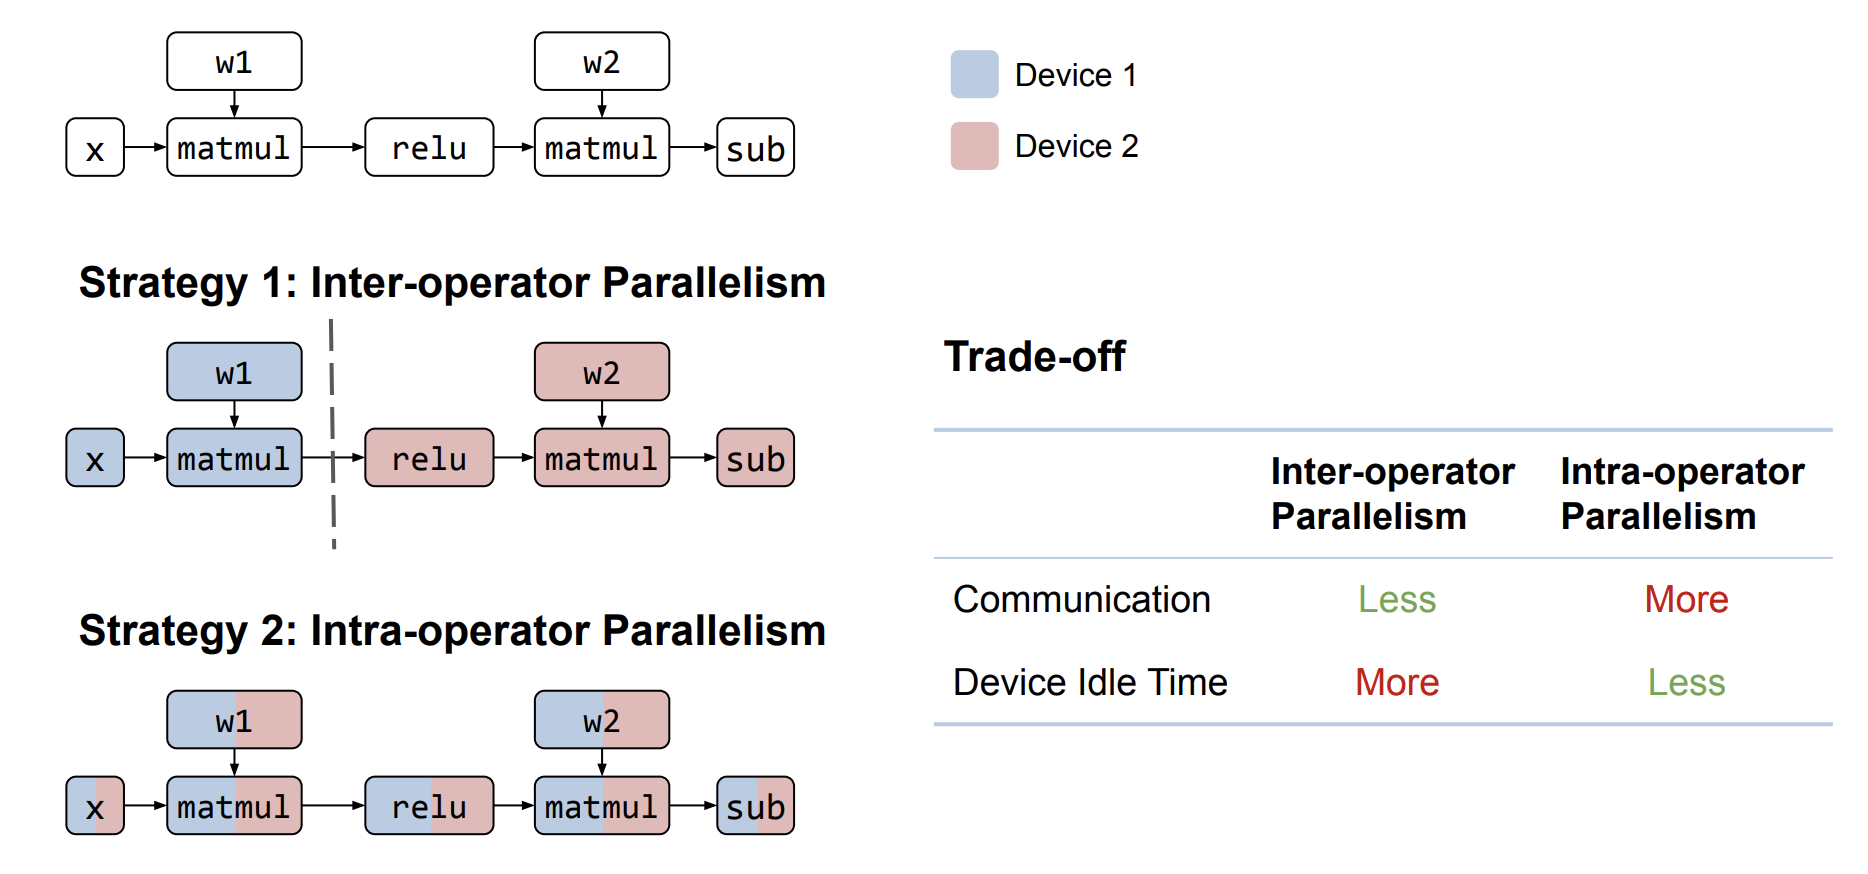 w1
w2
x
matmul
relu
matmul
sub
Device 1
Device 2
Strategy 1: Inter-operator Parallelism
w1
w2
x
matmul
relu
matmul
sub
Strategy 2: Intra-operator Parallelism
w1
w2
x
matmul
relu
matmul
sub
Trade-off
Inter-operator
Parallelism
Intra-operator
Parallelism
Communication
Less
More
Device Idle Time
More
Less